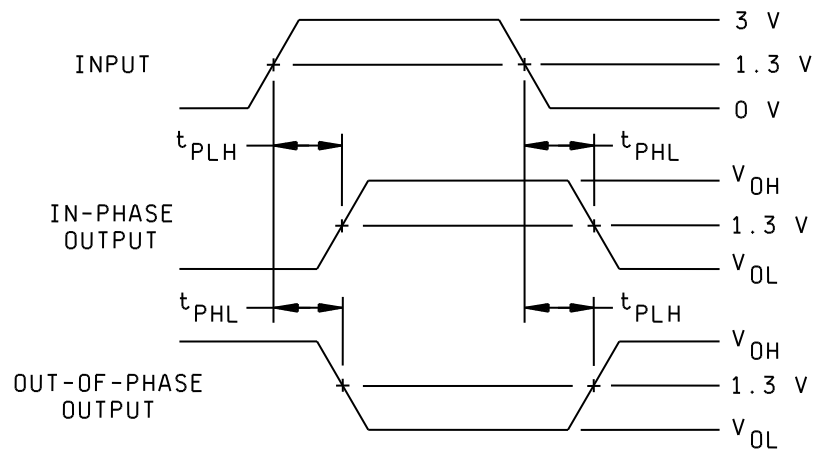 3 V
INPUT
1.3 V
0 V
tPLH
tPHL
VOH
IN-PHASE
OUTPUT
1.3 V
VOL
tPHL
tPLH
VOH
OUT-OF-PHASE
OUTPUT
1.3 V
VOL